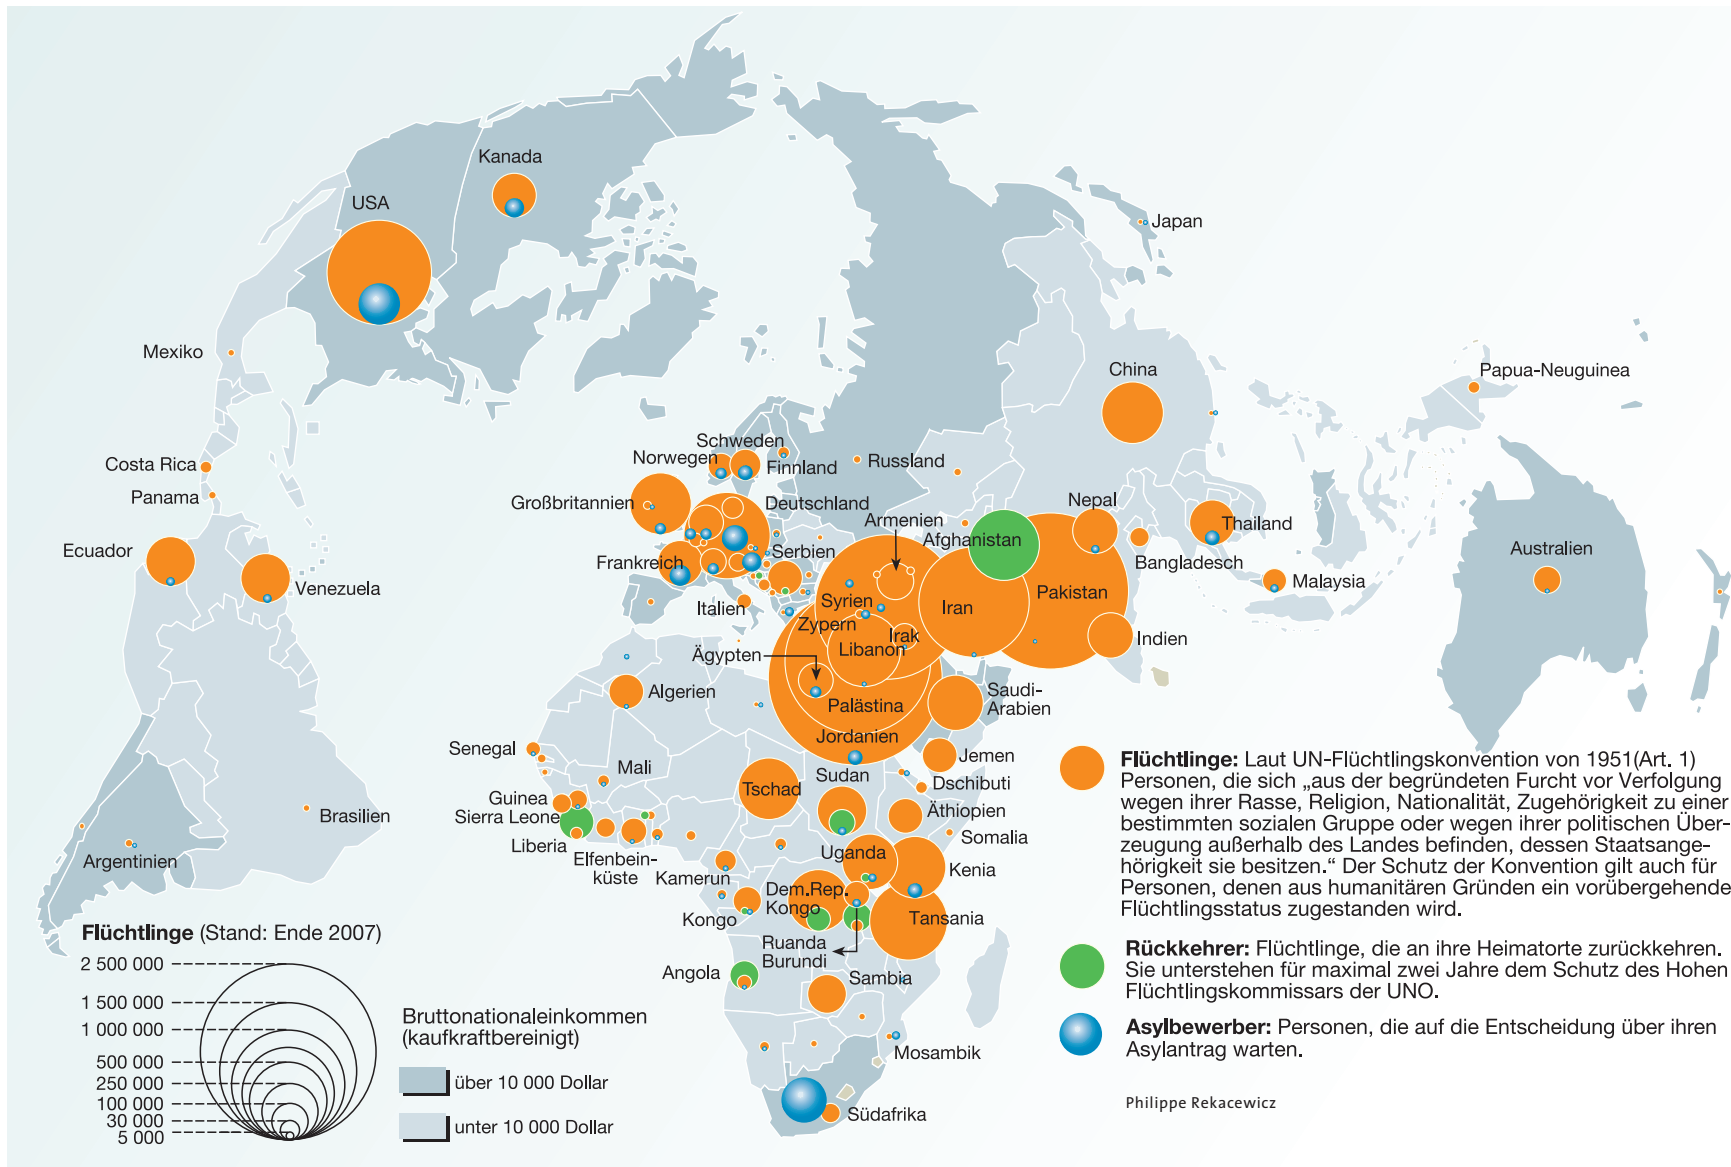 Kanada
USA
Japan
Mexiko
China
Papua-Neuguinea
Costa Rica
Panama
Schweden
Norwegen
Finnland
Russland
Großbritannien
Deutschland
Nepal
Armenien
Thailand
Afghanistan
Ecuador
Frankreich
Serbien
Bangladesch
Australien
Venezuela
Malaysia
Italien
Syrien
Iran
Pakistan
Zypern
Irak
Indien
Libanon
Ägypten
Algerien
Palästina
Saudi-
Arabien
Jordanien
Senegal
Jemen
Mali
Sudan
Tschad
Dschibuti
Guinea
Sierra Leone
Äthiopien
Brasilien
Somalia
Liberia
Argentinien
Elfenbein-
küste
Uganda
Kamerun
Kenia
Dem.Rep.
Kongo
Kongo
Tansania
Ruanda
Burundi
Angola
Sambia
Mosambik
Südafrika
Flüchtlinge (Stand: Ende 2007)
2 500 000
1 500 000
1 000 000
500 000
250 000
100 000
30 000
5 000
Bruttonationaleinkommen
(kaufkraftbereinigt)
über 10 000 Dollar
unter 10 000 Dollar
Flüchtlinge: Laut UN-Flüchtlingskonvention von 1951(Art. 1)
Personen, die sich „aus der begründeten Furcht vor Verfolgung
wegen ihrer Rasse, Religion, Nationalität, Zugehörigkeit zu einer
bestimmten sozialen Gruppe oder wegen ihrer politischen Über-
zeugung außerhalb des Landes befinden, dessen Staatsange-
hörigkeit sie besitzen.“ Der Schutz der Konvention gilt auch für
Personen, denen aus humanitären Gründen ein vorübergehende
Flüchtlingsstatus zugestanden wird.
Rückkehrer: Flüchtlinge, die an ihre Heimatorte zurückkehren.
Sie unterstehen für maximal zwei Jahre dem Schutz des Hohen
Flüchtlingskommissars der UNO.
Asylbewerber: Personen, die auf die Entscheidung über ihren
Asylantrag warten.
Philippe Rekacewicz